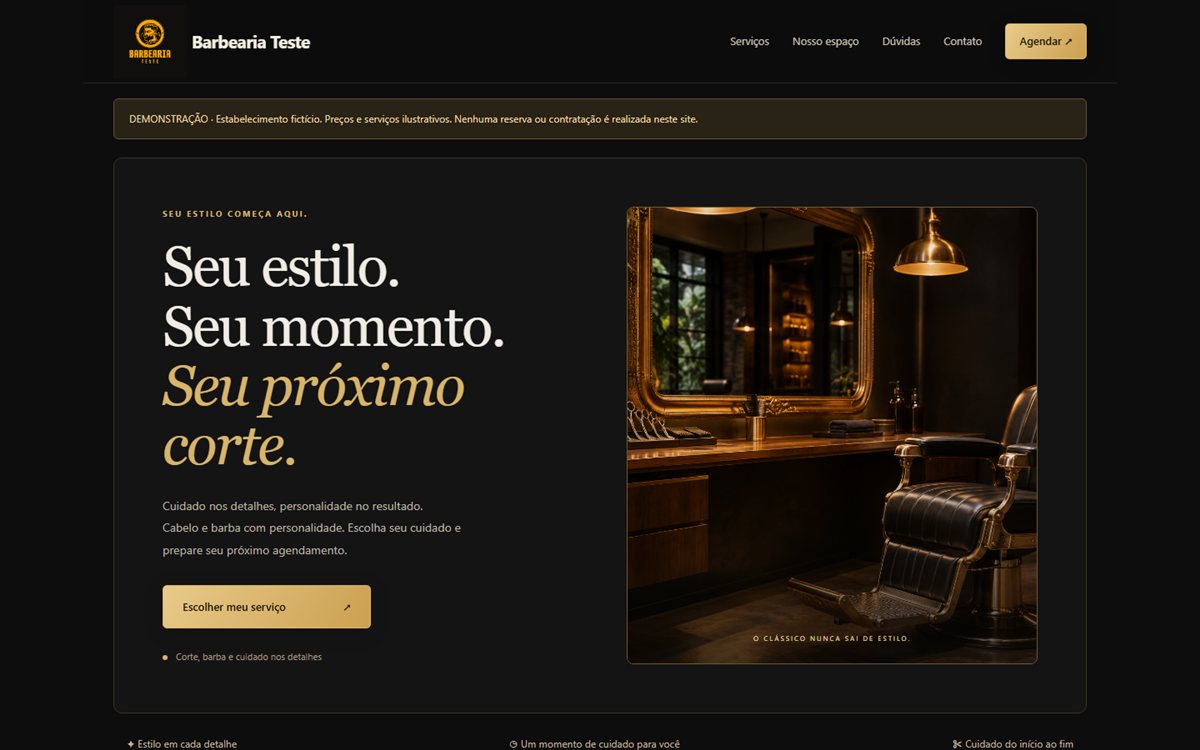 BARBEARIA
TESTE
Barbearia Teste
Serviços
Nosso espaço
Dúvidas
Contato
Agendar ↗
DEMONSTRAÇÃO · Estabelecimento fictício. Preços e serviços ilustrativos. Nenhuma reserva ou contratação é realizada neste site.
SEU ESTILO COMEÇA AQUI.
Seu estilo.
Seu momento.
Seu próximo
corte.
Cuidado nos detalhes, personalidade no resultado.
Cabelo e barba com personalidade. Escolha seu cuidado e
prepare seu próximo agendamento.
Escolher meu serviço ↗
Corte, barba e cuidado nos detalhes
O CLÁSSICO NUNCA SAI DE ESTILO.
✦ Estilo em cada detalhe
◷ Um momento de cuidado para você
✂ Cuidado do início ao fim